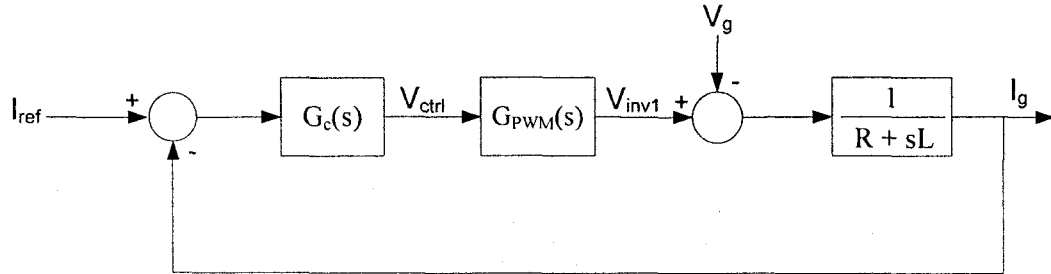 V_g
I_ref
+
-
G_c(s)
V_ctrl
G_PWM(s)
V_inv1
+
-
1
R + sL
I_g